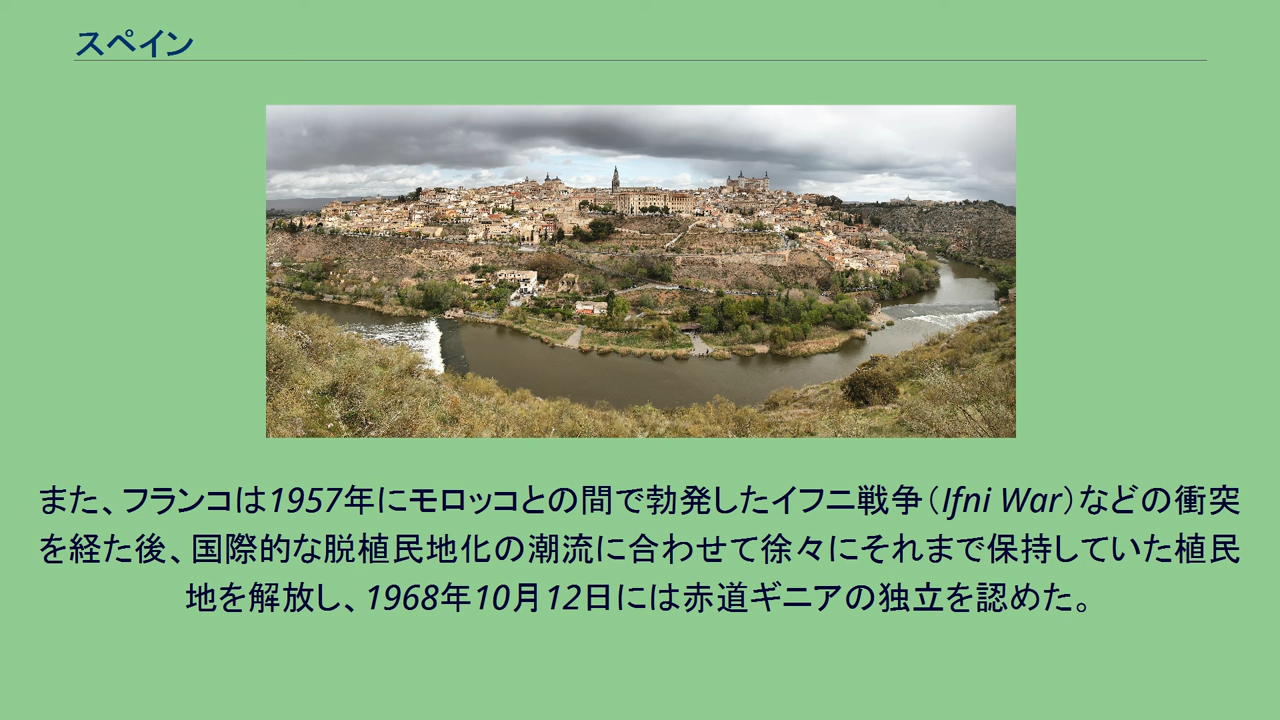 スペイン
また、フランコは1957年にモロッコとの間で勃発したイフニ戦争（Ifni War）などの衝突
を経た後、国際的な脱植民地化の潮流に合わせて徐々にそれまで保持していた植民
地を解放し、1968年10月12日には赤道ギニアの独立を認めた。